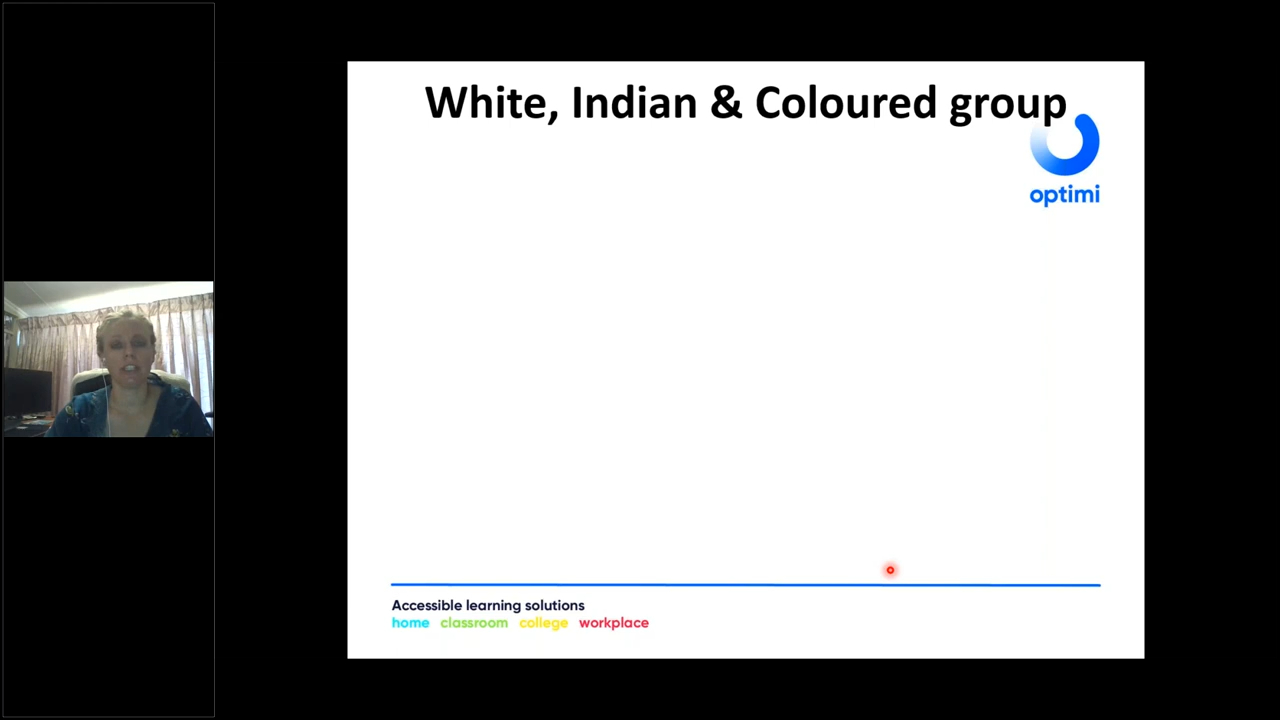 White, Indian & Coloured group
optimi
Accessible learning solutions
home classroom college workplace